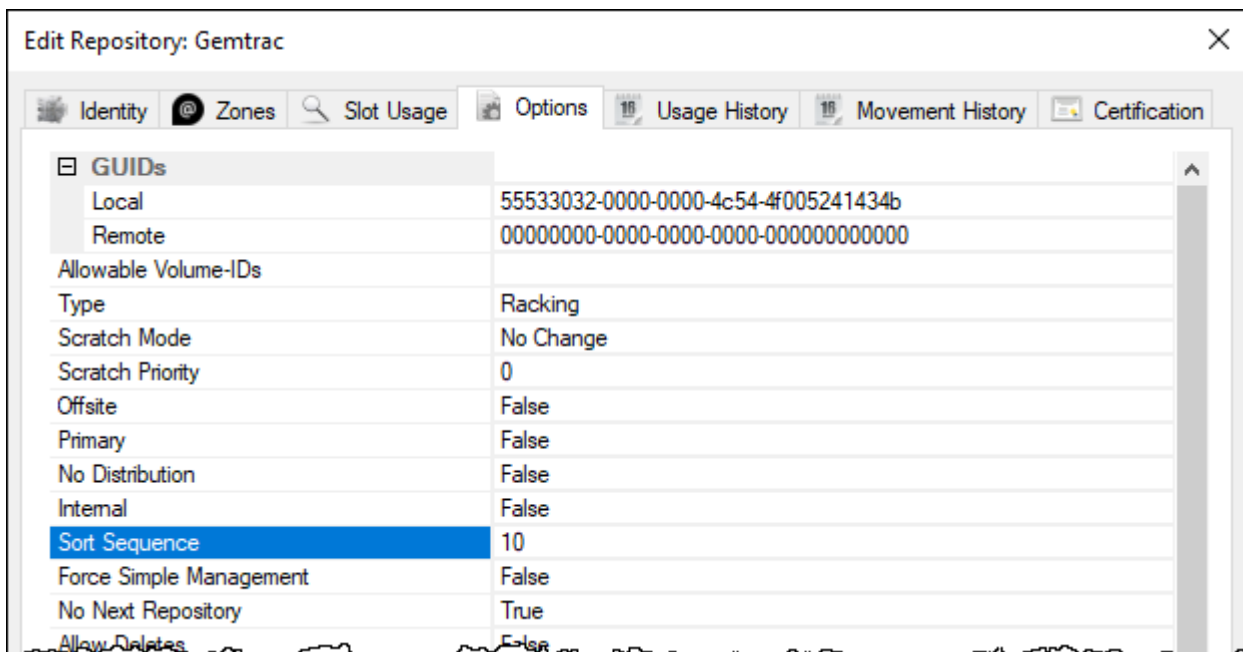 Edit Repository: Gemtrac
Identity Zones Slot Usage Options Usage History Movement History Certification
GUIDs
Local 55533032-0000-0000-4c54-4f005241434b
Remote 00000000-0000-0000-0000-000000000000
Allowable Volume-IDs
Type Racking
Scratch Mode No Change
Scratch Priority 0
Offsite False
Primary False
No Distribution False
Internal False
Sort Sequence 10
Force Simple Management False
No Next Repository True
Allow Deletes False